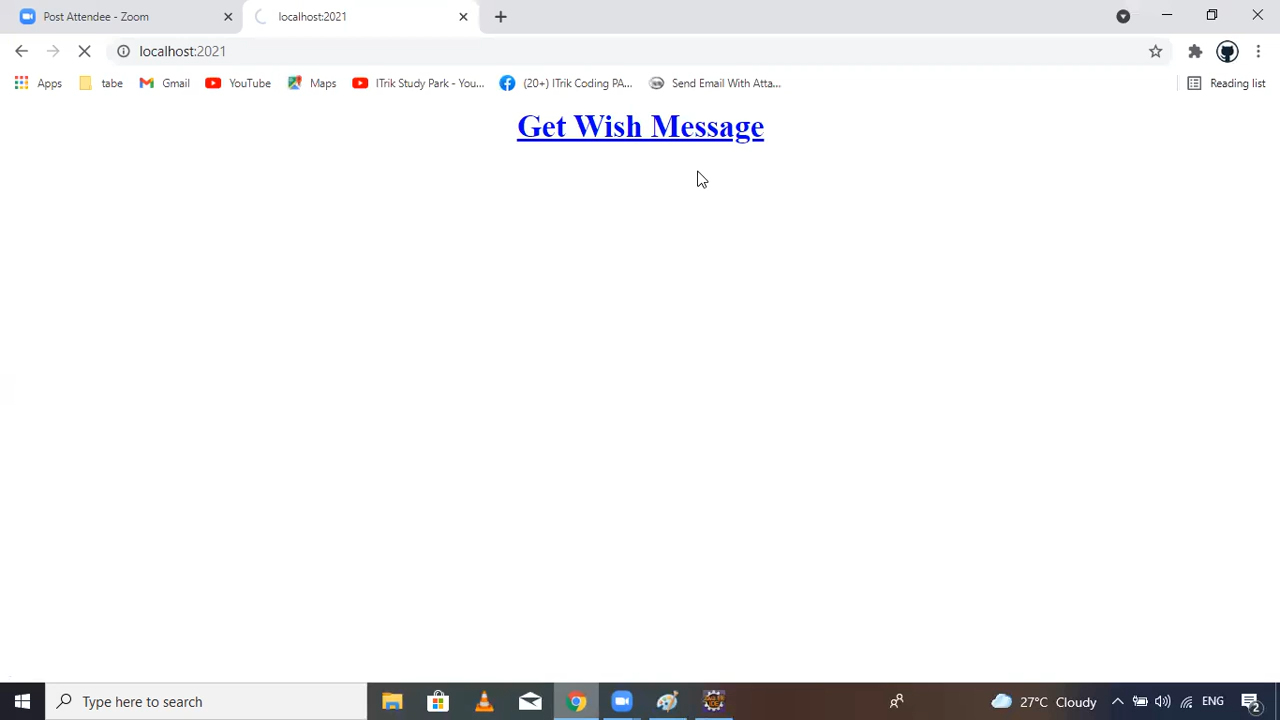 Post Attendee - Zoom
localhost:2021
localhost:2021
Apps
tabe
Gmail
YouTube
Maps
ITrik Study Park - You...
(20+) ITrik Coding PA...
Send Email With Atta...
Reading list
Get Wish Message
Type here to search
27°C Cloudy
ENG
2